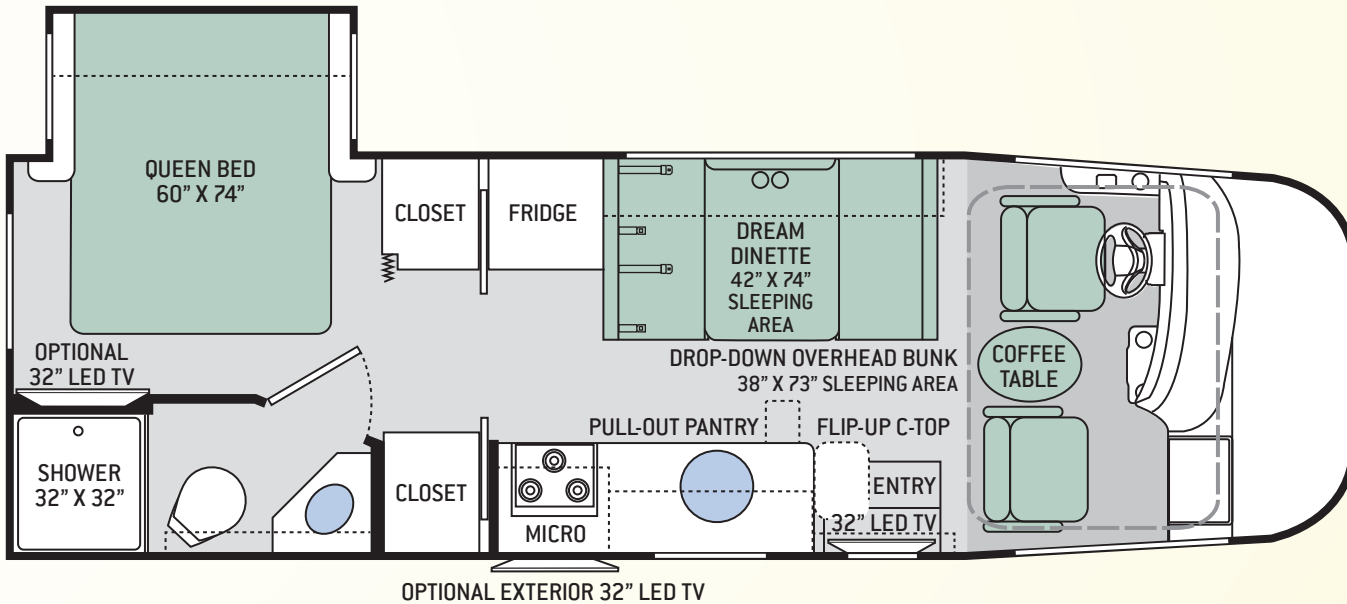 QUEEN BED
60” X 74”
CLOSET
FRIDGE
DREAM
DINETTE
42” X 74”
SLEEPING
AREA
OPTIONAL
32” LED TV
DROP-DOWN OVERHEAD BUNK
38” X 73” SLEEPING AREA
COFFEE
TABLE
PULL-OUT PANTRY
FLIP-UP C-TOP
SHOWER
32” X 32”
CLOSET
MICRO
ENTRY
32” LED TV
OPTIONAL EXTERIOR 32” LED TV